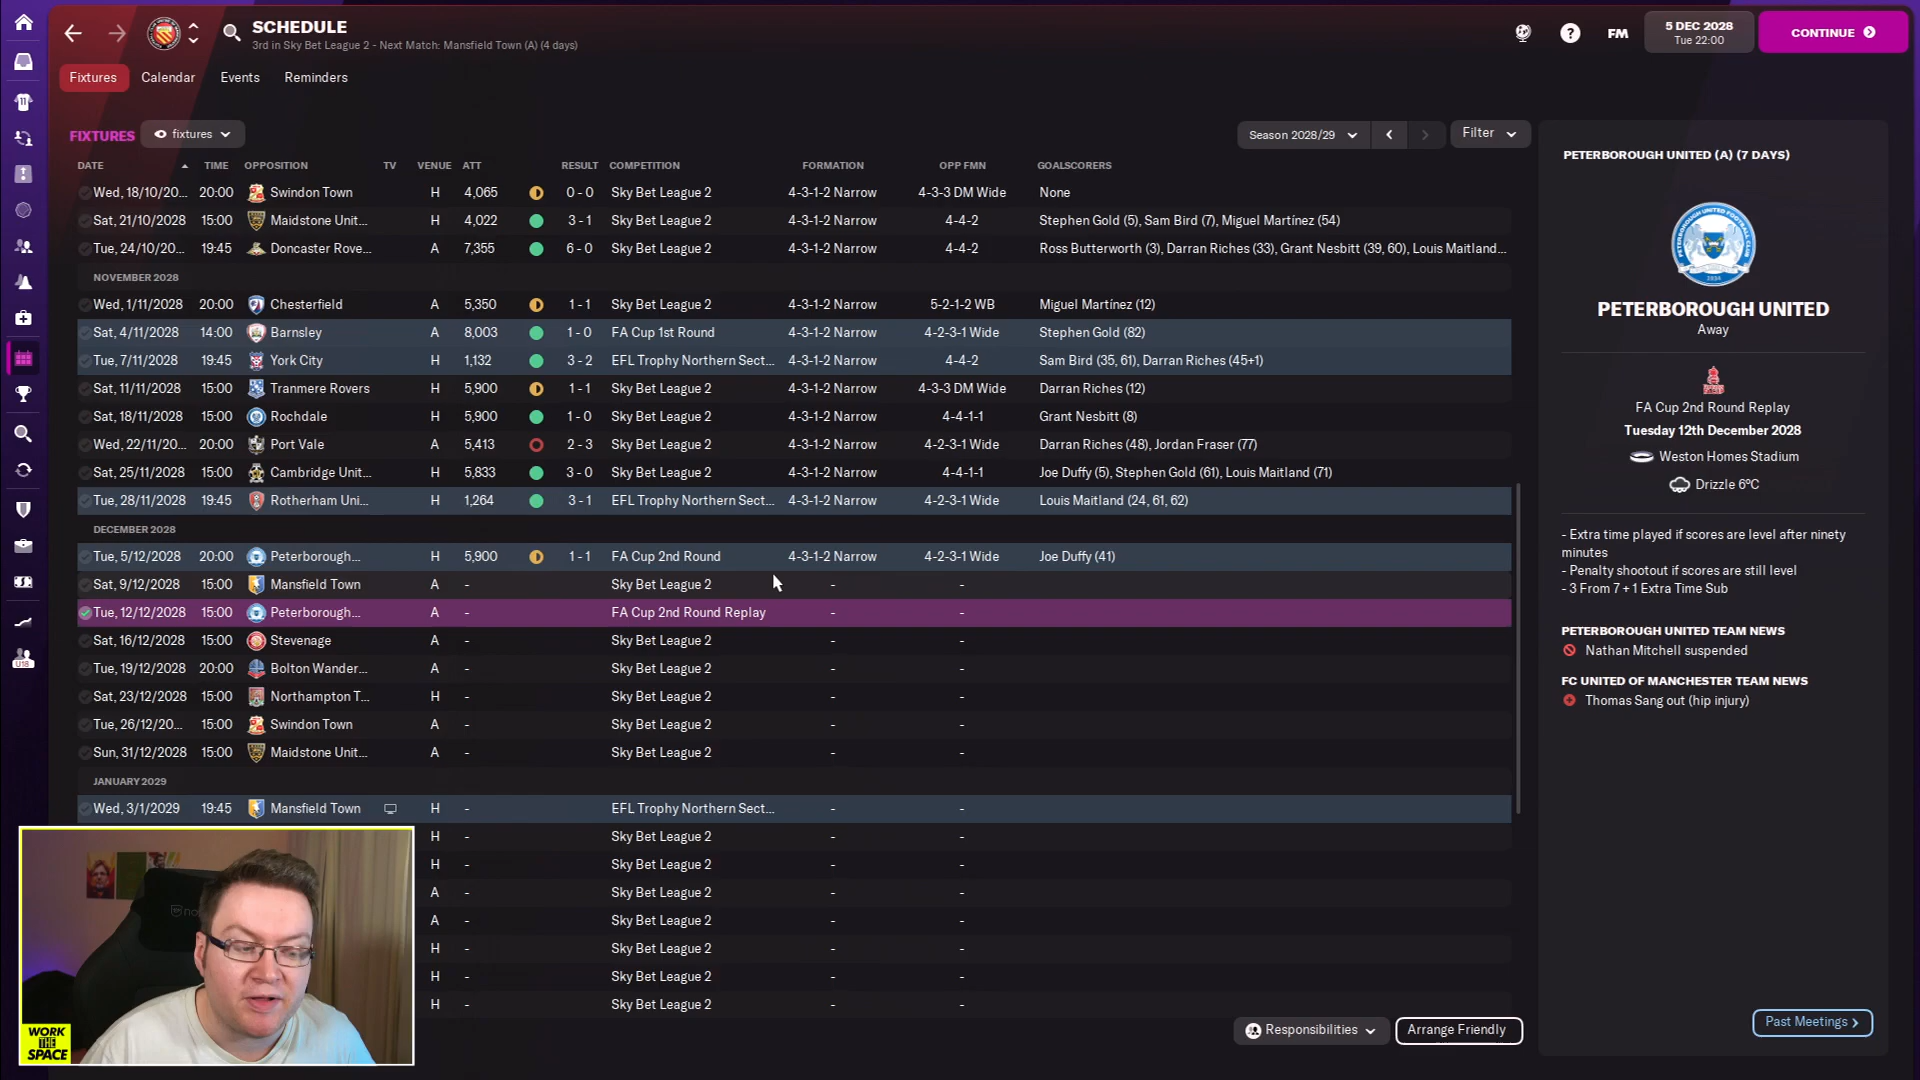 SCHEDULE
3rd in Sky Bet League 2 - Next Match: Mansfield Town (A) (4 days)
FM
5 DEC 2028
Tue 22:00
CONTINUE
Fixtures Calendar Events Reminders
FIXTURES fixtures Season 2028/29 Filter
DATE TIME OPPOSITION TV VENUE ATT RESULT COMPETITION FORMATION OPP FMN GOALSCORERS
Wed, 18/10/20... 20:00 Swindon Town H 4,065 0 - 0 Sky Bet League 2 4-3-1-2 Narrow 4-3-3 DM Wide None
Sat, 21/10/2028 15:00 Maidstone Unit... H 4,022 3 - 1 Sky Bet League 2 4-3-1-2 Narrow 4-4-2 Stephen Gold (5), Sam Bird (7), Miguel Martínez (54)
Tue, 24/10/20... 19:45 Doncaster Rove... A 7,355 6 - 0 Sky Bet League 2 4-3-1-2 Narrow 4-4-2 Ross Butterworth (3), Darran Riches (33), Grant Nesbitt (39, 60), Louis Maitland...
NOVEMBER 2028
Wed, 1/11/2028 20:00 Chesterfield A 5,350 1 - 1 Sky Bet League 2 4-3-1-2 Narrow 5-2-1-2 WB Miguel Martínez (12)
Sat, 4/11/2028 14:00 Barnsley A 8,003 1 - 0 FA Cup 1st Round 4-3-1-2 Narrow 4-2-3-1 Wide Stephen Gold (82)
Tue, 7/11/2028 19:45 York City H 1,132 3 - 2 EFL Trophy Northern Sect... 4-3-1-2 Narrow 4-4-2 Sam Bird (35, 61), Darran Riches (45+1)
Sat, 11/11/2028 15:00 Tranmere Rovers H 5,900 1 - 1 Sky Bet League 2 4-3-1-2 Narrow 4-3-3 DM Wide Darran Riches (12)
Sat, 18/11/2028 15:00 Rochdale H 5,900 1 - 0 Sky Bet League 2 4-3-1-2 Narrow 4-4-1-1 Grant Nesbitt (8)
Wed, 22/11/20... 20:00 Port Vale A 5,413 2 - 3 Sky Bet League 2 4-3-1-2 Narrow 4-2-3-1 Wide Darran Riches (48), Jordan Fraser (77)
Sat, 25/11/2028 15:00 Cambridge Unit... H 5,833 3 - 0 Sky Bet League 2 4-3-1-2 Narrow 4-4-1-1 Joe Duffy (5), Stephen Gold (61), Louis Maitland (71)
Tue, 28/11/2028 19:45 Rotherham Uni... H 1,264 3 - 1 EFL Trophy Northern Sect... 4-3-1-2 Narrow 4-2-3-1 Wide Louis Maitland (24, 61, 62)
DECEMBER 2028
Tue, 5/12/2028 20:00 Peterborough... H 5,900 1 - 1 FA Cup 2nd Round 4-3-1-2 Narrow 4-2-3-1 Wide Joe Duffy (41)
Sat, 9/12/2028 15:00 Mansfield Town A - Sky Bet League 2 - -
Tue, 12/12/2028 15:00 Peterborough... A - FA Cup 2nd Round Replay - -
Sat, 16/12/2028 15:00 Stevenage A - Sky Bet League 2 - -
Tue, 19/12/2028 20:00 Bolton Wander... A - Sky Bet League 2 - -
Sat, 23/12/2028 15:00 Northampton T... H - Sky Bet League 2 - -
Tue, 26/12/20... 15:00 Swindon Town A - Sky Bet League 2 - -
Sun, 31/12/2028 15:00 Maidstone Unit... A - Sky Bet League 2 - -
JANUARY 2029
Wed, 3/1/2029 19:45 Mansfield Town H - EFL Trophy Northern Sect... - -
H - Sky Bet League 2 - -
H - Sky Bet League 2 - -
A - Sky Bet League 2 - -
A - Sky Bet League 2 - -
H - Sky Bet League 2 - -
H - Sky Bet League 2 - -
H - Sky Bet League 2 - -
Responsibilities Arrange Friendly
PETERBOROUGH UNITED (A) (7 DAYS)
PETERBOROUGH UNITED
Away
FA Cup 2nd Round Replay
Tuesday 12th December 2028
Weston Homes Stadium
Drizzle 6ºC
- Extra time played if scores are level after ninety
minutes
- Penalty shootout if scores are still level
- 3 From 7 + 1 Extra Time Sub
PETERBOROUGH UNITED TEAM NEWS
Nathan Mitchell suspended
FC UNITED OF MANCHESTER TEAM NEWS
Thomas Sang out (hip injury)
Past Meetings
U18
WORK
THE
SPACE